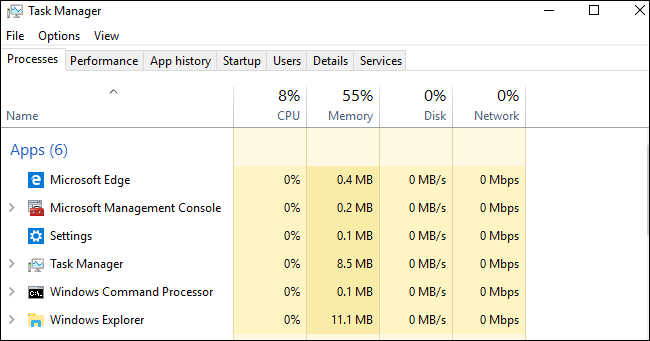 Task Manager
File Options View
Processes Performance App history Startup Users Details Services
8% 55% 0% 0%
Name CPU Memory Disk Network
Apps (6)
Microsoft Edge 0% 0.4 MB 0 MB/s 0 Mbps
Microsoft Management Console 0% 0.2 MB 0 MB/s 0 Mbps
Settings 0% 0.1 MB 0 MB/s 0 Mbps
Task Manager 0% 8.5 MB 0 MB/s 0 Mbps
Windows Command Processor 0% 0.1 MB 0 MB/s 0 Mbps
Windows Explorer 0% 11.1 MB 0 MB/s 0 Mbps